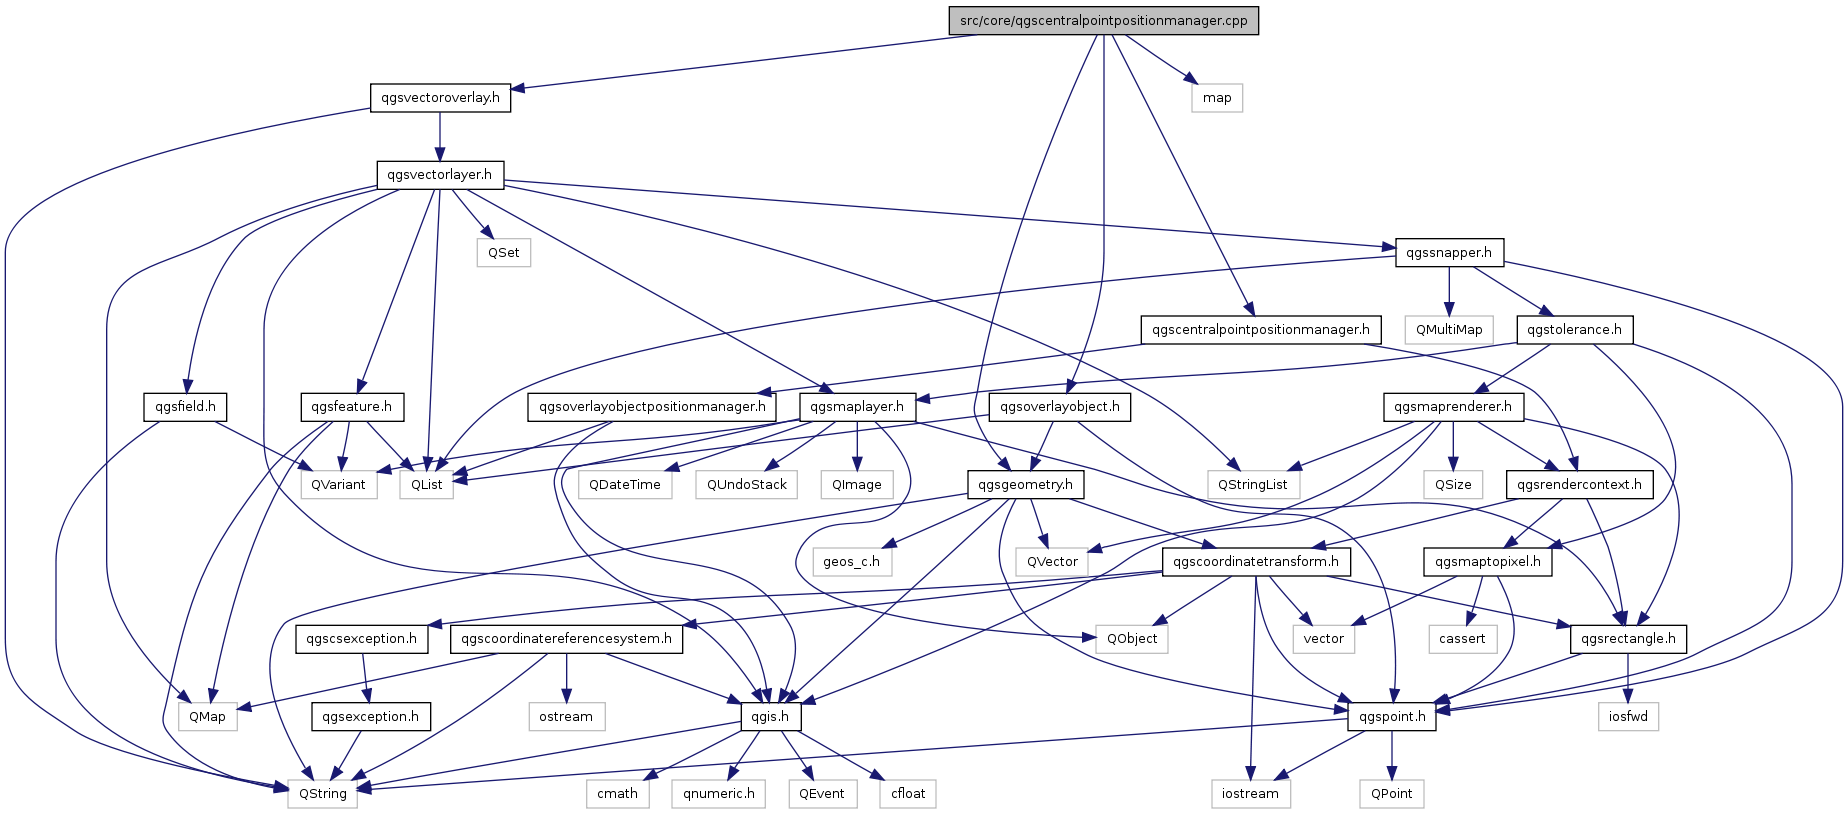 src/core/qgscentralpointpositionmanager.cpp
qgsvectoroverlay.h
map
qgsvectorlayer.h
QSet
qgssnapper.h
qgscentralpointpositionmanager.h
QMultiMap
qgstolerance.h
qgsfield.h
qgsfeature.h
qgsoverlayobjectpositionmanager.h
qgsmaplayer.h
qgsoverlayobject.h
qgsmaprenderer.h
QVariant
QList
QDateTime
QUndoStack
QImage
qgsgeometry.h
QStringList
QSize
qgsrendercontext.h
geos_c.h
QVector
qgscoordinatetransform.h
qgsmaptopixel.h
qgscsexception.h
qgscoordinatereferencesystem.h
QObject
vector
cassert
qgsrectangle.h
QMap
qgsexception.h
ostream
qgis.h
qgspoint.h
iosfwd
QString
cmath
qnumeric.h
QEvent
cfloat
iostream
QPoint